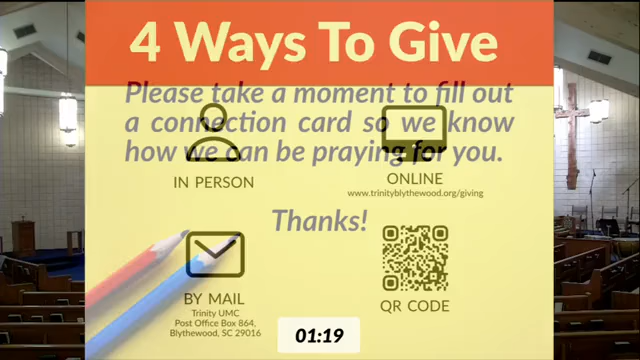 4 Ways To Give
Please take a moment to fill out
a connection card so we know
how we can be praying for you.
IN PERSON
ONLINE
www.trinityblythewood.org/giving
Thanks!
BY MAIL
Trinity UMC
Post Office Box 864,
Blythewood, SC 29016
QR CODE
01:19